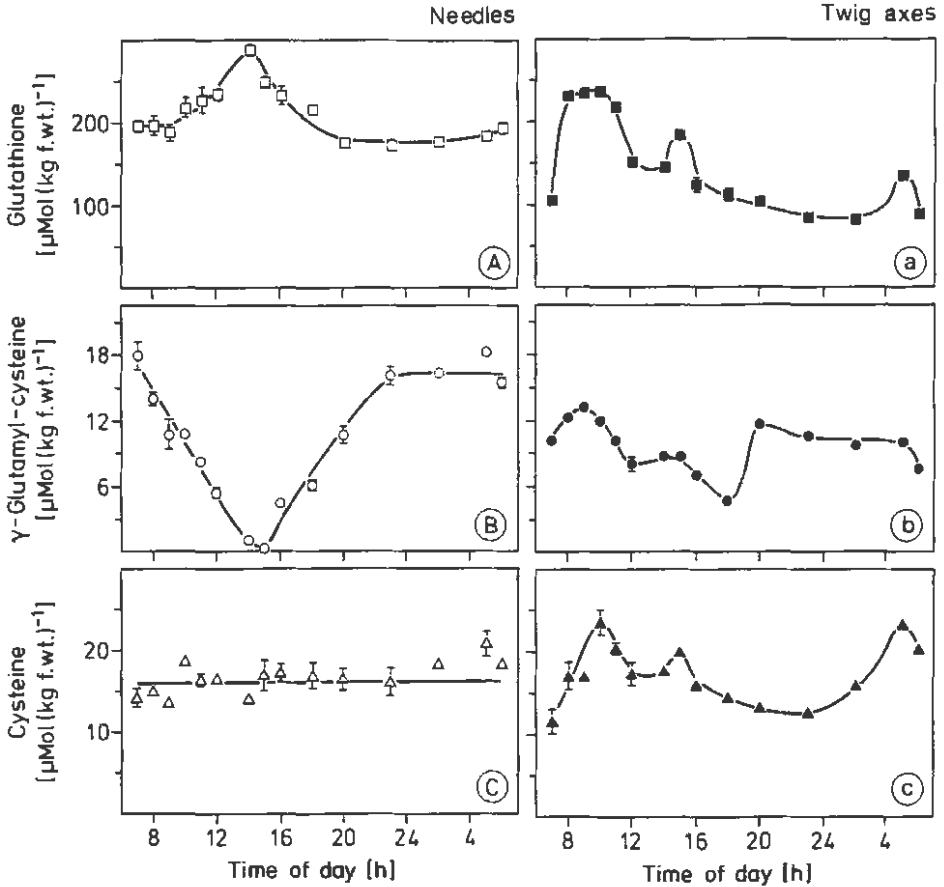 Needles
Twig axes
Glutathione
[µMol(kg f.wt.)⁻¹]
200
100
A
a
γ-Glutamyl-cysteine
[µMol(kg f.wt.)⁻¹]
18
12
6
B
b
Cysteine
[µMol(kg f.wt.)⁻¹]
20
10
C
c
8 12 16 20 24 4
8 12 16 20 24 4
Time of day [h]
Time of day [h]